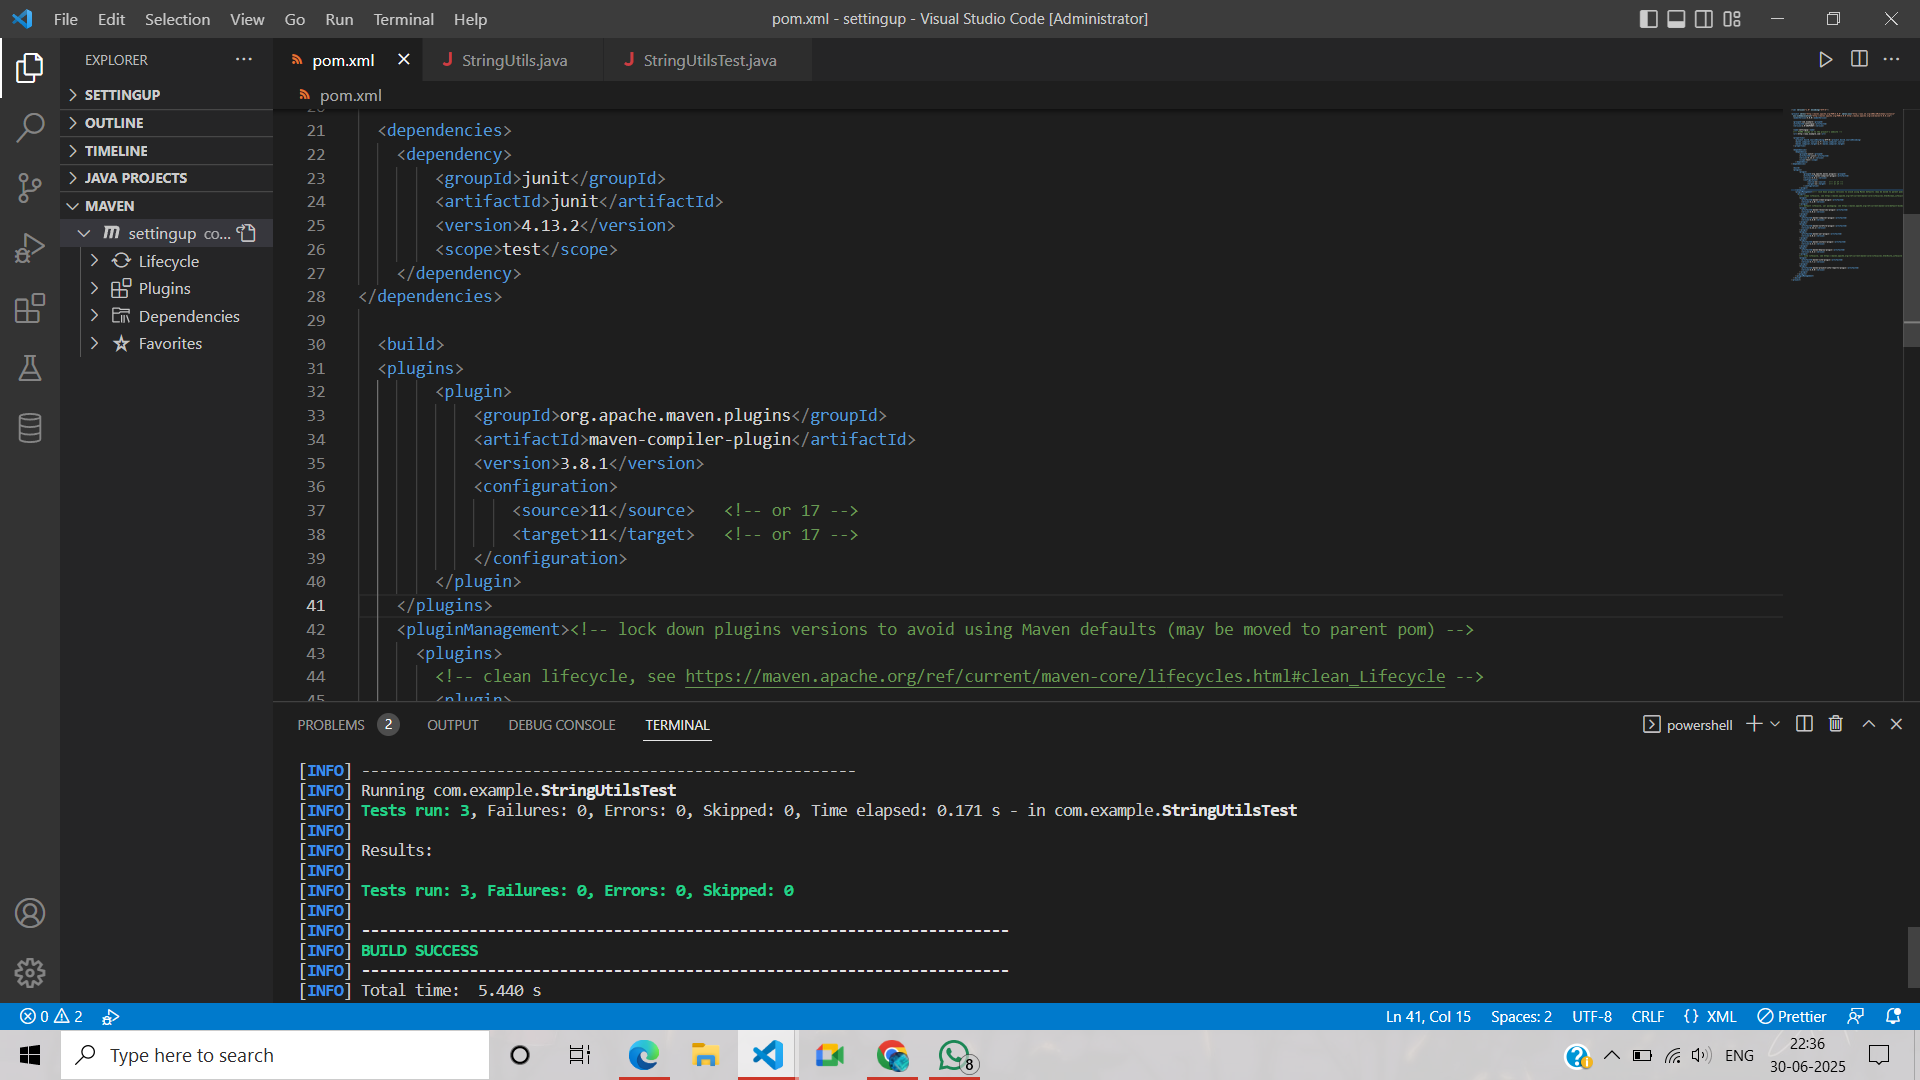 File Edit Selection View Go Run Terminal Help
pom.xml - settingup - Visual Studio Code [Administrator]
EXPLORER
SETTINGUP
OUTLINE
TIMELINE
JAVA PROJECTS
MAVEN
settingup co...
Lifecycle
Plugins
Dependencies
Favorites
pom.xml StringUtils.java StringUtilsTest.java
pom.xml
21 <dependencies>
22 <dependency>
23 <groupId>junit</groupId>
24 <artifactId>junit</artifactId>
25 <version>4.13.2</version>
26 <scope>test</scope>
27 </dependency>
28 </dependencies>
29
30 <build>
31 <plugins>
32 <plugin>
33 <groupId>org.apache.maven.plugins</groupId>
34 <artifactId>maven-compiler-plugin</artifactId>
35 <version>3.8.1</version>
36 <configuration>
37 <source>11</source> <!-- or 17 -->
38 <target>11</target> <!-- or 17 -->
39 </configuration>
40 </plugin>
41 </plugins>
42 <pluginManagement><!-- lock down plugins versions to avoid using Maven defaults (may be moved to parent pom) -->
43 <plugins>
44 <!-- clean lifecycle, see https://maven.apache.org/ref/current/maven-core/lifecycles.html#clean_Lifecycle -->
45 <plugin>
PROBLEMS 2 OUTPUT DEBUG CONSOLE TERMINAL
powershell
[INFO] -------------------------------------------------------
[INFO] Running com.example.StringUtilsTest
[INFO] Tests run: 3, Failures: 0, Errors: 0, Skipped: 0, Time elapsed: 0.171 s - in com.example.StringUtilsTest
[INFO]
[INFO] Results:
[INFO]
[INFO] Tests run: 3, Failures: 0, Errors: 0, Skipped: 0
[INFO]
[INFO] ------------------------------------------------------------------------
[INFO] BUILD SUCCESS
[INFO] ------------------------------------------------------------------------
[INFO] Total time:  5.440 s
0 2
Ln 41, Col 15 Spaces: 2 UTF-8 CRLF {} XML Prettier
Type here to search
8
ENG
22:36
30-06-2025